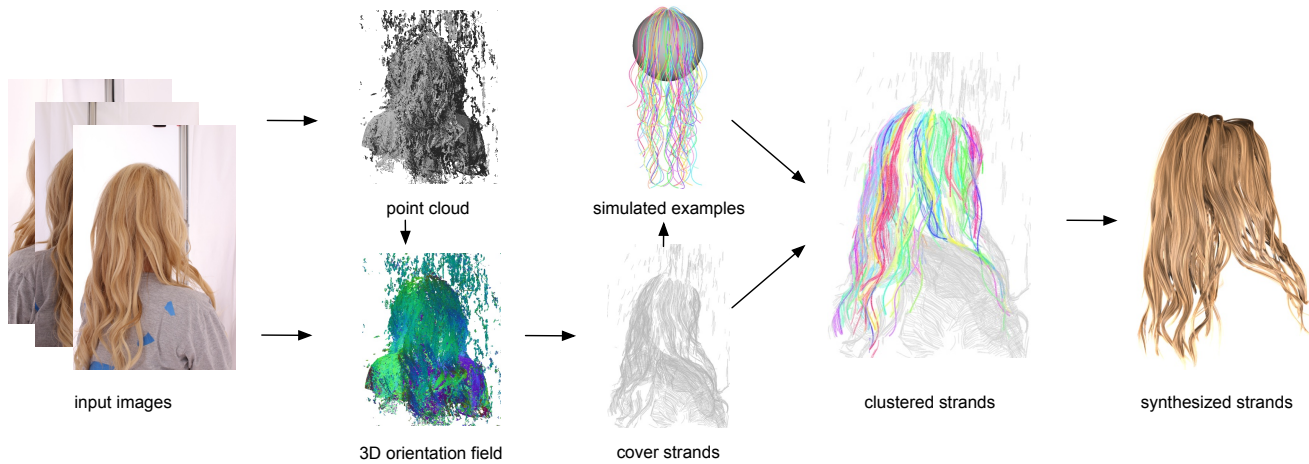 point cloud
simulated examples
input images
clustered strands
synthesized strands
3D orientation field
cover strands